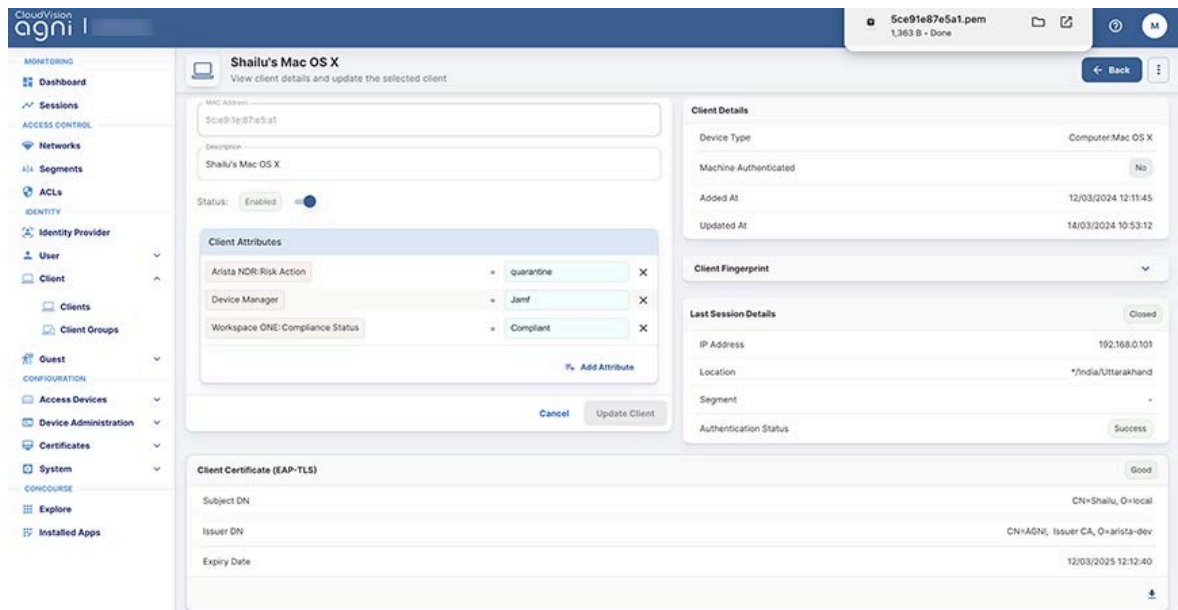 CloudVision
agni
5ce91e87e5a1.pem
1,363 B • Done
M
MONITORING
Dashboard
Sessions
ACCESS CONTROL
Networks
Segments
ACLs
IDENTITY
Identity Provider
User
Client
Clients
Client Groups
Guest
CONFIGURATION
Access Devices
Device Administration
Certificates
System
CONCOURSE
Explore
Installed Apps
Shailu's Mac OS X
View client details and update the selected client
Back
MAC Address
5c:e9:1e:87:e5:a1
Description
Shailu's Mac OS X
Status: Enabled
Client Attributes
Arista NDR:Risk Action = quarantine
Device Manager = Jamf
Workspace ONE:Compliance Status = Compliant
Add Attribute
Cancel Update Client
Client Details
Device Type Computer:Mac OS X
Machine Authenticated No
Added At 12/03/2024 12:11:45
Updated At 14/03/2024 10:53:12
Client Fingerprint
Last Session Details Closed
IP Address 192.168.0.101
Location */India/Uttarakhand
Segment -
Authentication Status Success
Client Certificate (EAP-TLS) Good
Subject DN CN=Shailu, O=local
Issuer DN CN=AGNI, Issuer CA, O=arista-dev
Expiry Date 12/03/2025 12:12:40